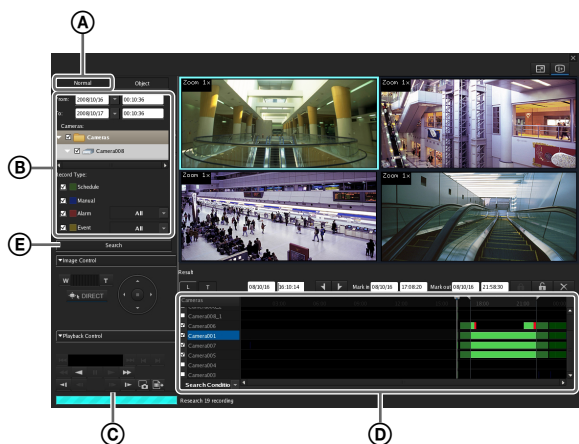 A
Normal Object
From: 2008/10/16 00:10:36
To: 2008/10/17 00:10:36
Cameras
Cameras
Camera008
Record Type:
Schedule
Manual
Alarm All
Event All
B
E
Search
Image Control
W T
DIRECT
Playback Control
C
Zoom 1x
Zoom 1x
Zoom 1x
Zoom 1x
Result
L T 08/10/16 16:10:14 Mark in 08/10/16 17:08:20 Mark out 08/10/16 21:58:30
Cameras
Camera008_1
Camera006
Camera001
Camera007
Camera005
Camera004
Camera003
Search Conditio
Research 19 recording
D